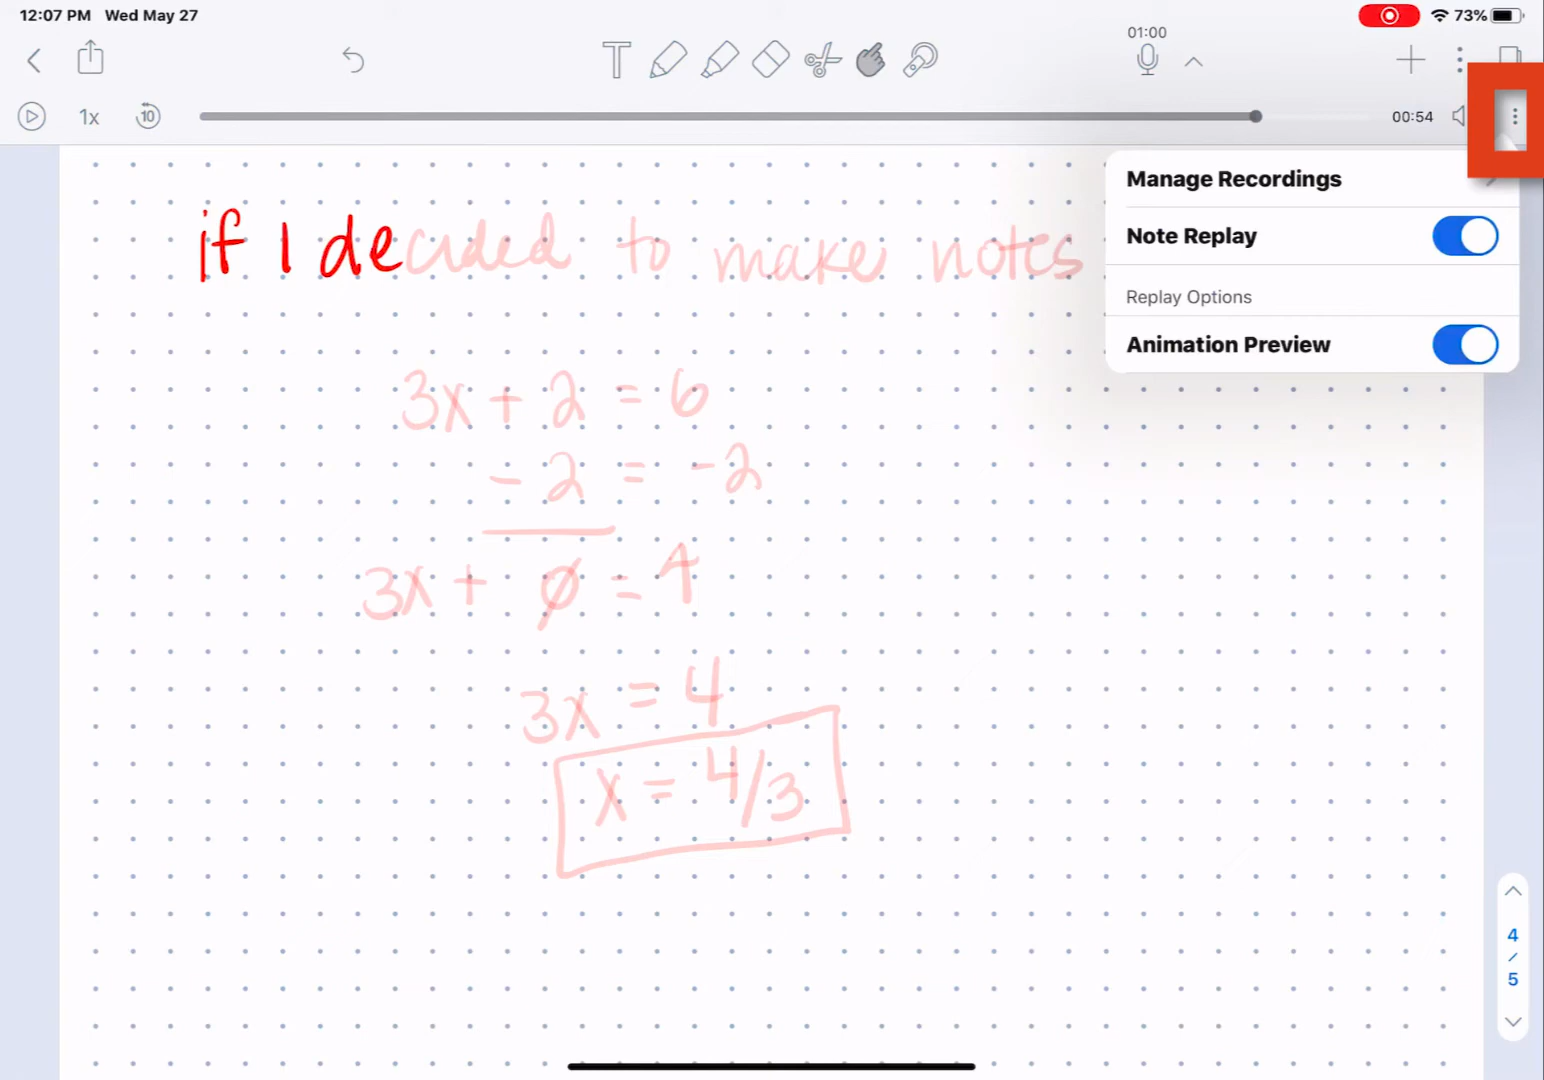 12:07 PM Wed May 27
73%
T
01:00
1x
10
00:54
Manage Recordings
Note Replay
Replay Options
Animation Preview
if I decided to make notes
3x + 2 = 6
- 2 = -2
3x + 0 = 4
3x = 4
x = 4/3
4
/
5